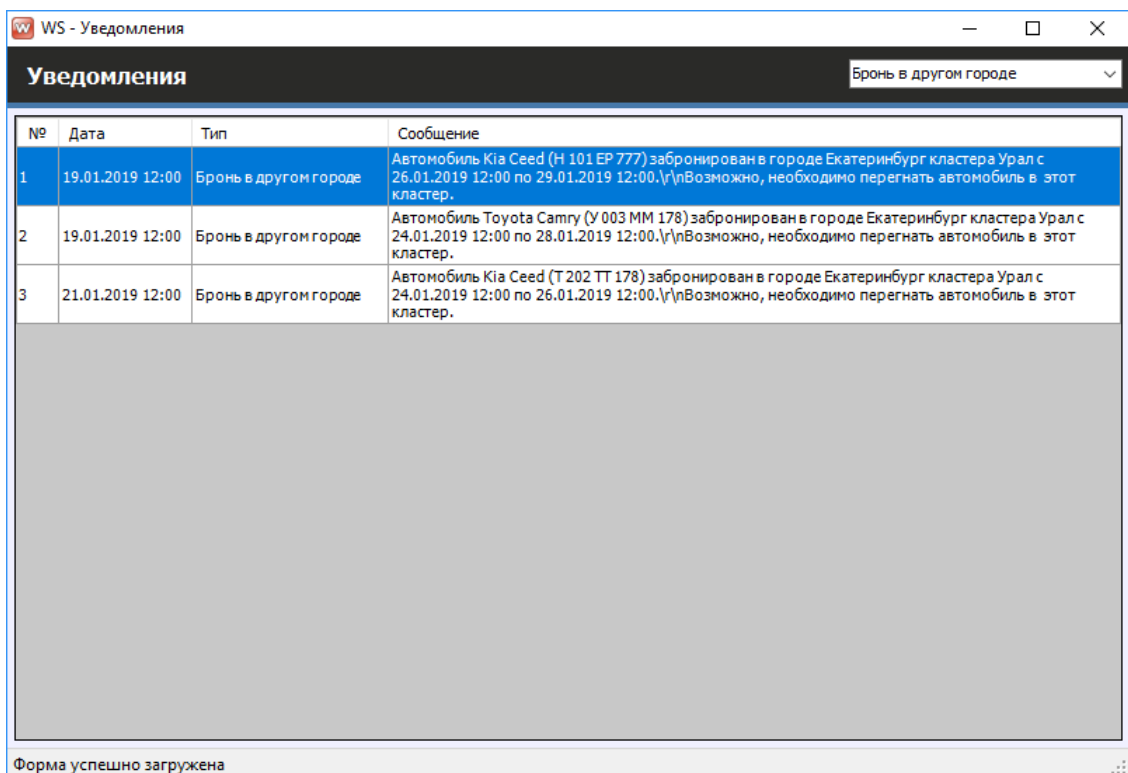 WS - Уведомления
Уведомления
Бронь в другом городе
№ Дата Тип Сообщение
1 19.01.2019 12:00 Бронь в другом городе Автомобиль Kia Ceed (Н 101 ЕР 777) забронирован в городе Екатеринбург кластера Урал с
26.01.2019 12:00 по 29.01.2019 12:00.\r\nВозможно, необходимо перегнать автомобиль в этот
кластер.
2 19.01.2019 12:00 Бронь в другом городе Автомобиль Toyota Camry (У 003 ММ 178) забронирован в городе Екатеринбург кластера Урал с
24.01.2019 12:00 по 28.01.2019 12:00.\r\nВозможно, необходимо перегнать автомобиль в этот
кластер.
3 21.01.2019 12:00 Бронь в другом городе Автомобиль Kia Ceed (Т 202 ТТ 178) забронирован в городе Екатеринбург кластера Урал с
24.01.2019 12:00 по 26.01.2019 12:00.\r\nВозможно, необходимо перегнать автомобиль в этот
кластер.
Форма успешно загружена